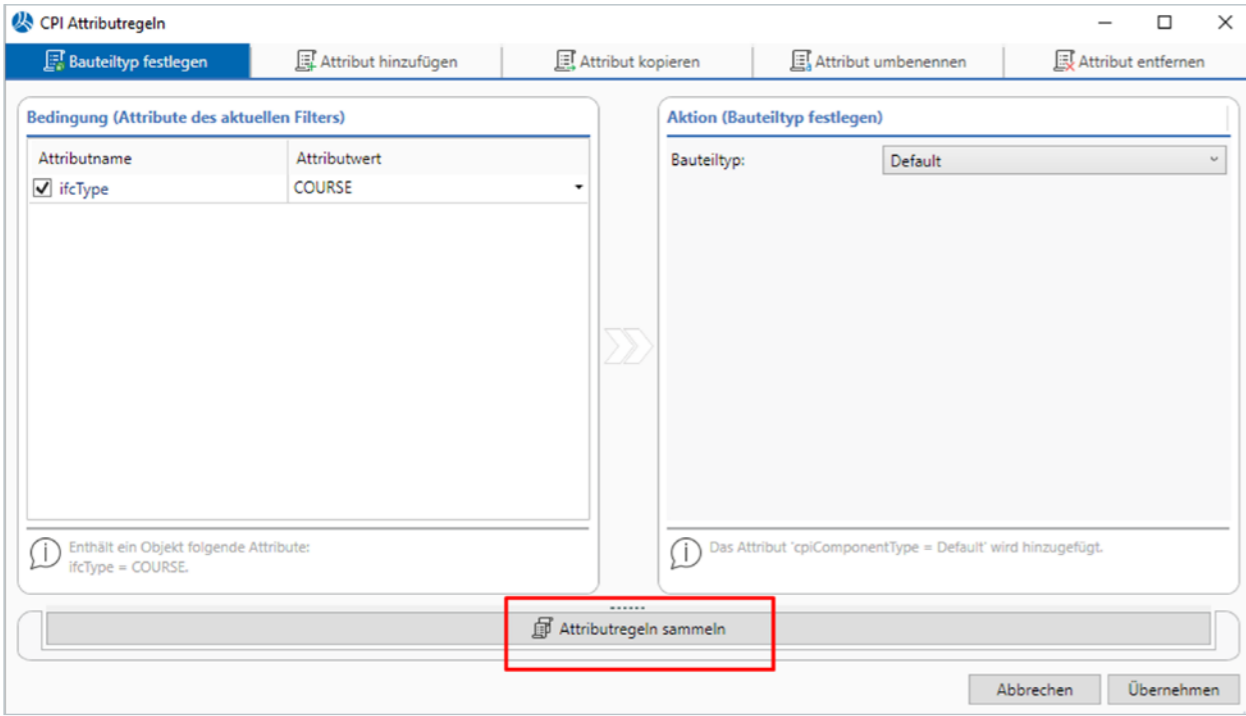 CPI Attributregeln
Bauteiltyp festlegen
Attribut hinzufügen
Attribut kopieren
Attribut umbenennen
Attribut entfernen
Bedingung (Attribute des aktuellen Filters)
Attributname Attributwert
ifcType COURSE
Enthält ein Objekt folgende Attribute:
ifcType = COURSE.
Aktion (Bauteiltyp festlegen)
Bauteiltyp: Default
Das Attribut 'cpiComponentType = Default' wird hinzugefügt.
Attributregeln sammeln
Abbrechen
Übernehmen